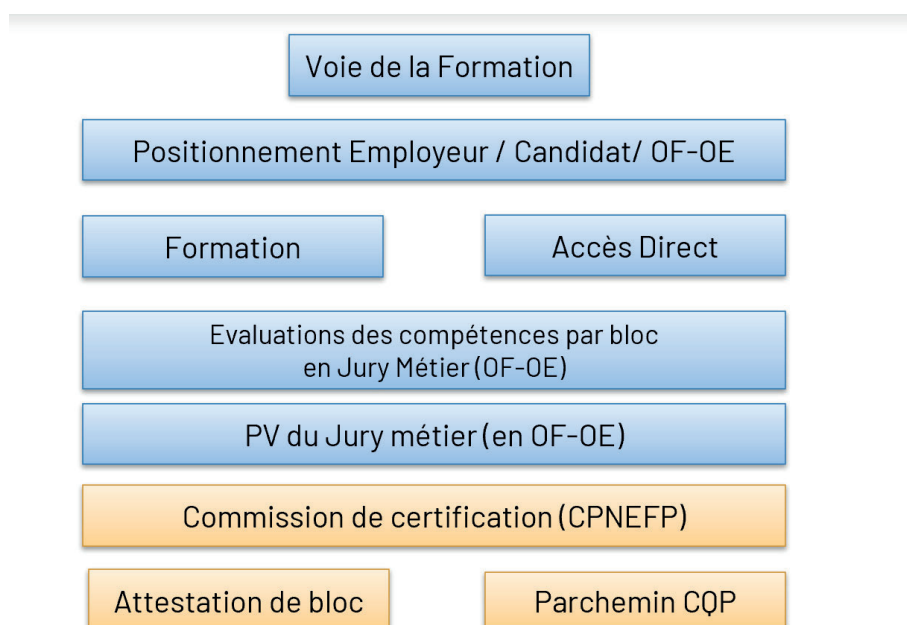 Voie de la Formation
Positionnement Employeur / Candidat/ OF-OE
Formation
Accès Direct
Evaluations des compétences par bloc
en Jury Métier (OF-OE)
PV du Jury métier (en OF-OE)
Commission de certification (CPNEFP)
Attestation de bloc
Parchemin CQP